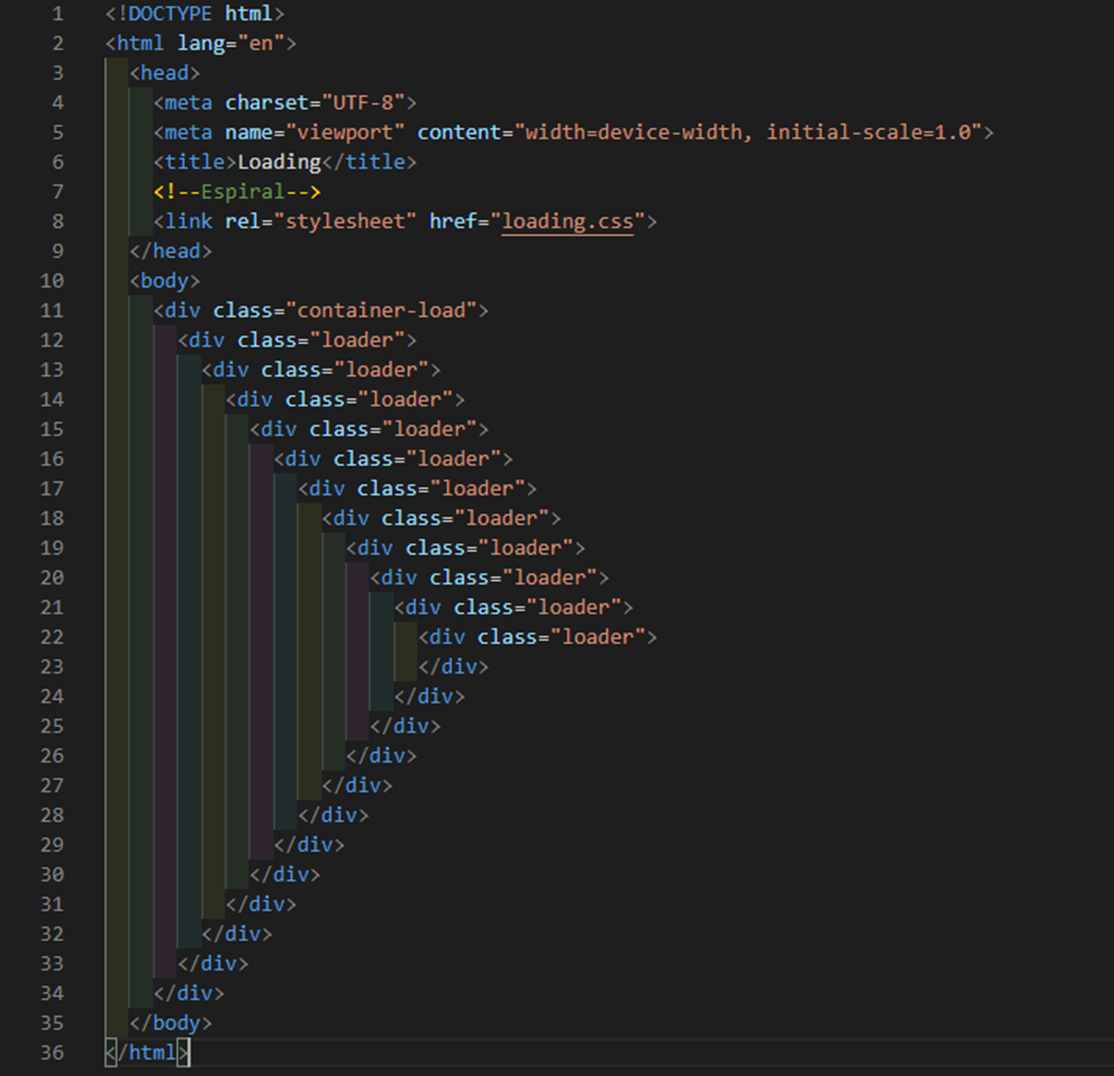 1 <!DOCTYPE html>
2 <html lang="en">
3   <head>
4     <meta charset="UTF-8">
5     <meta name="viewport" content="width=device-width, initial-scale=1.0">
6     <title>Loading</title>
7     <!--Espiral-->
8     <link rel="stylesheet" href="loading.css">
9   </head>
10   <body>
11     <div class="container-load">
12       <div class="loader">
13         <div class="loader">
14           <div class="loader">
15             <div class="loader">
16               <div class="loader">
17                 <div class="loader">
18                   <div class="loader">
19                     <div class="loader">
20                       <div class="loader">
21                         <div class="loader">
22                           <div class="loader">
23                           </div>
24                         </div>
25                       </div>
26                     </div>
27                   </div>
28                 </div>
29               </div>
30             </div>
31           </div>
32         </div>
33       </div>
34     </div>
35   </body>
36 </html>